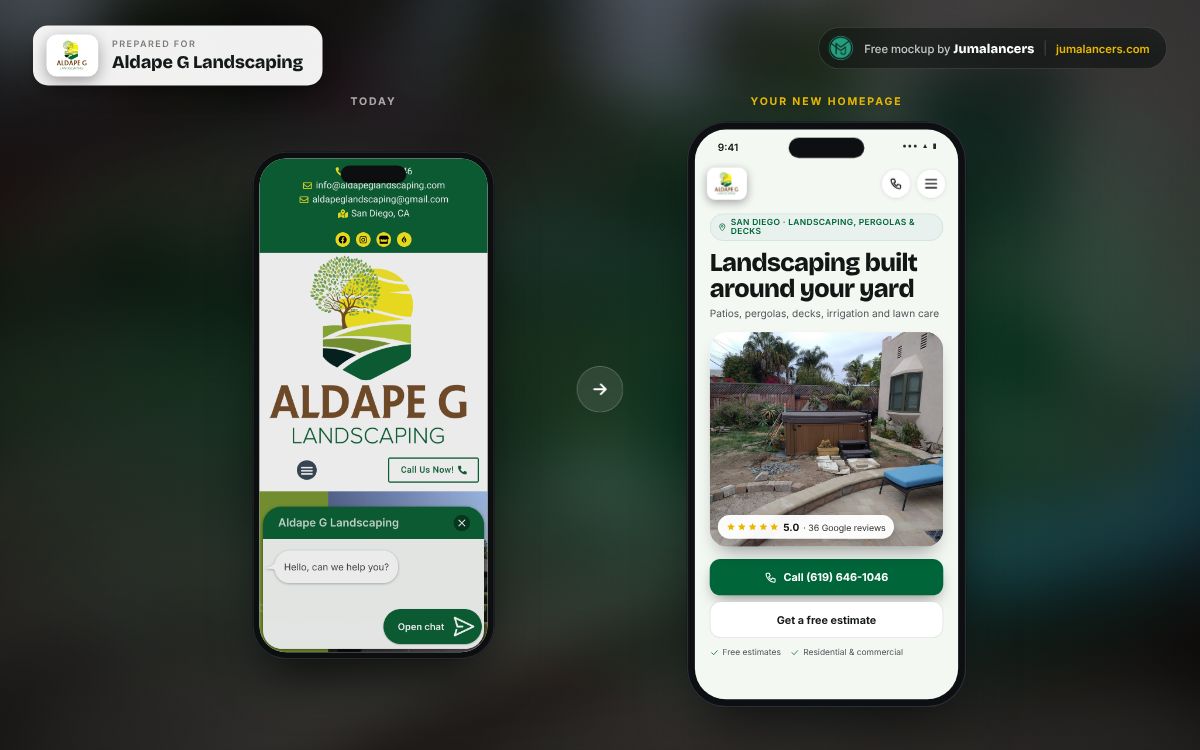 PREPARED FOR
Aldape G Landscaping
Free mockup by Jumalancers
jumalancers.com
TODAY
YOUR NEW HOMEPAGE
info@aldapeglandscaping.com
aldapeglandscaping@gmail.com
San Diego, CA
ALDAPE G
LANDSCAPING
Call Us Now!
Aldape G Landscaping
Hello, can we help you?
Open chat
9:41
ALDAPE G
SAN DIEGO · LANDSCAPING, PERGOLAS &
DECKS
Landscaping built
around your yard
Patios, pergolas, decks, irrigation and lawn care
5.0 · 36 Google reviews
Call (619) 646-1046
Get a free estimate
Free estimates
Residential & commercial